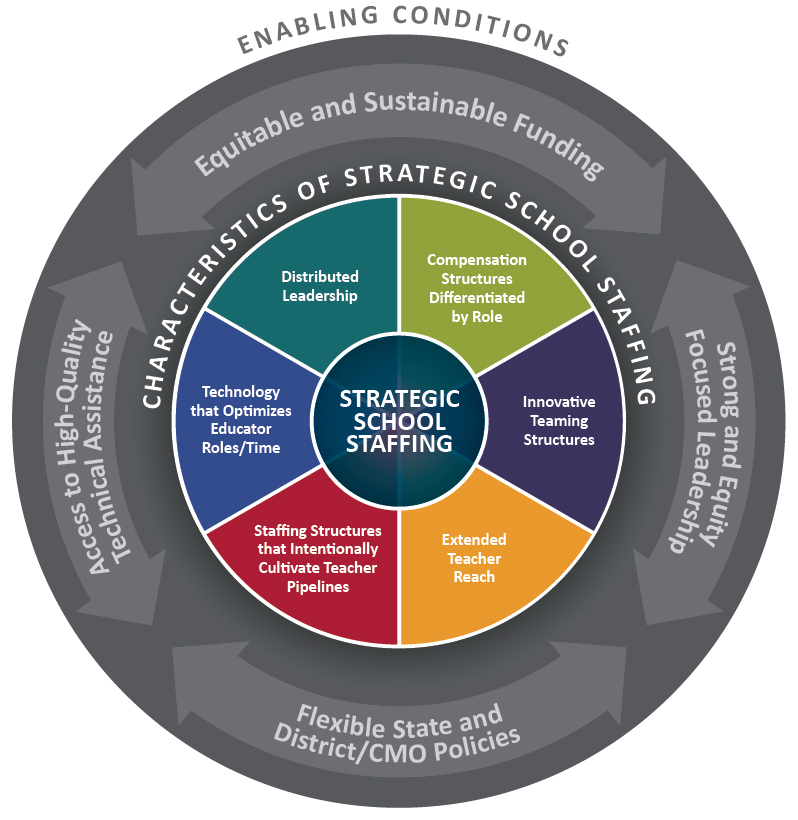 ENABLING CONDITIONS
Equitable and Sustainable Funding
CHARACTERISTICS OF STRATEGIC SCHOOL STAFFING
Distributed
Leadership
Compensation
Structures
Differentiated
by Role
Technology
that Optimizes
Educator
Roles/Time
STRATEGIC
SCHOOL
STAFFING
Innovative
Teaming
Structures
Staffing Structures
that Intentionally
Cultivate Teacher
Pipelines
Extended
Teacher
Reach
Access to High-Quality
Technical Assistance
Strong and Equity
Focused Leadership
Flexible State and
District/CMO Policies